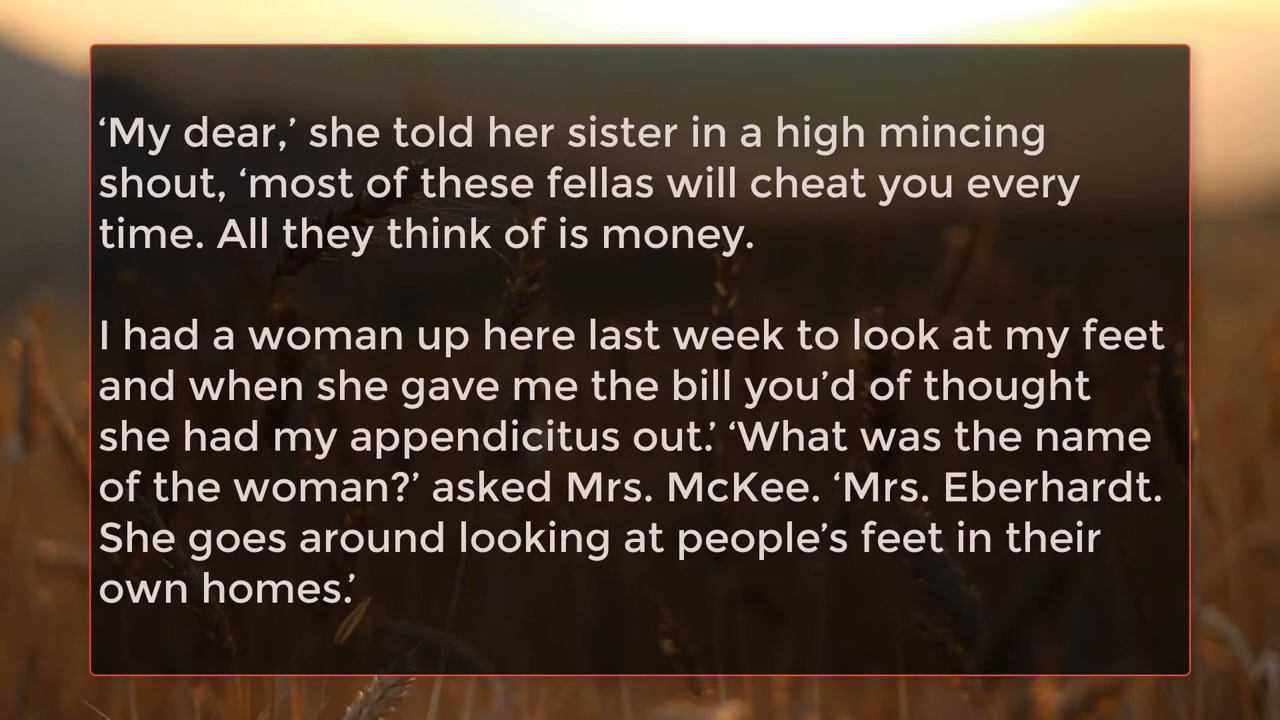 ‘My dear,’ she told her sister in a high mincing
shout, ‘most of these fellas will cheat you every
time. All they think of is money.
I had a woman up here last week to look at my feet
and when she gave me the bill you’d of thought
she had my appendicitus out.’ ‘What was the name
of the woman?’ asked Mrs. McKee. ‘Mrs. Eberhardt.
She goes around looking at people’s feet in their
own homes.’